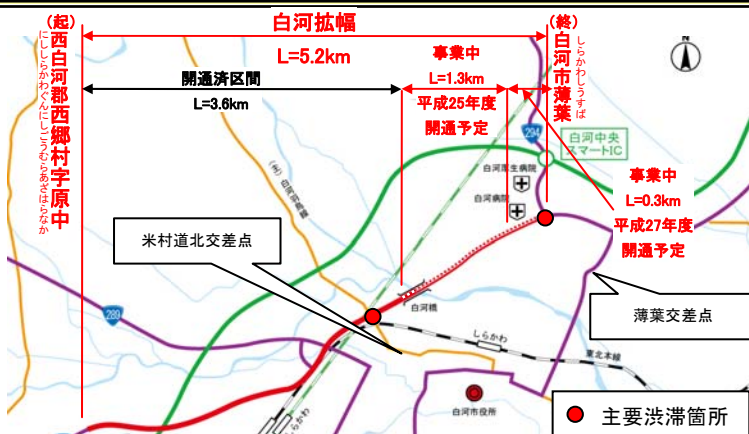 白河拡幅
L=5.2km
(起)西白河郡西郷村字原中
にししらかわぐんにしごうむらあざはらなか
(終)白河市薄葉
しらかわしうすば
開通済区間
L=3.6km
事業中
L=1.3km
平成25年度
開通予定
294
白河中央
スマートIC
白河厚生病院
白河病院
事業中
L=0.3km
平成27年度
開通予定
米村道北交差点
289
白河橋
薄葉交差点
しらかわ
東北本線
白河市役所
しらかわ
主要渋滞箇所